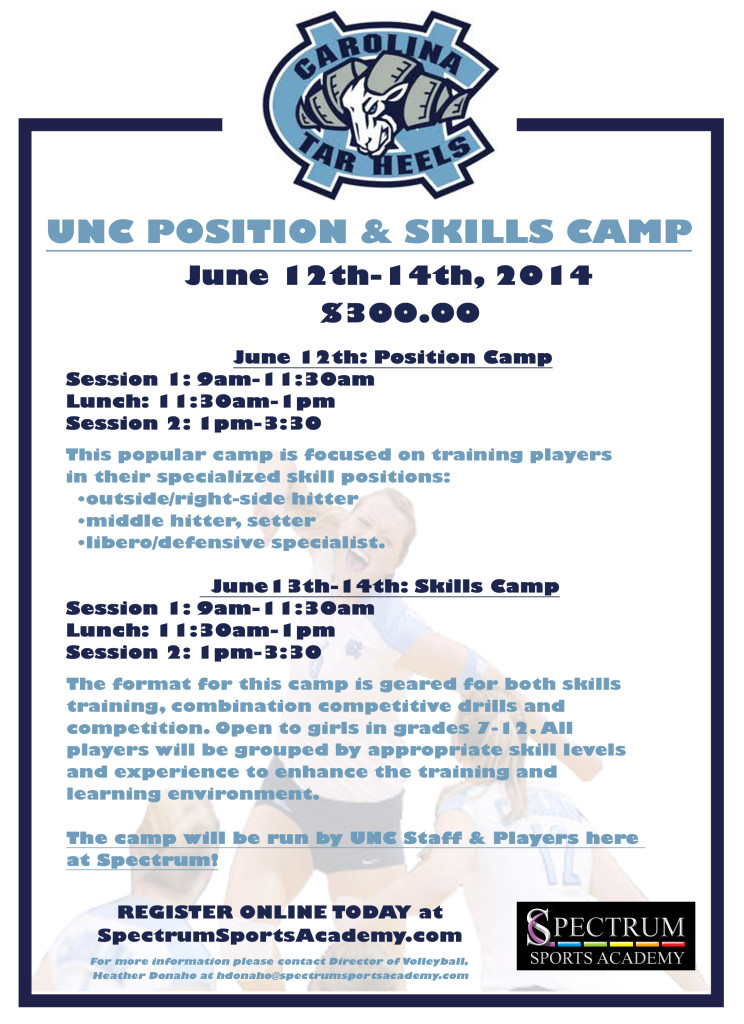 CAROLINA
TAR HEELS
UNC POSITION & SKILLS CAMP
June 12th-14th, 2014
$300.00
June 12th: Position Camp
Session 1: 9am-11:30am
Lunch: 11:30am-1pm
Session 2: 1pm-3:30
This popular camp is focused on training players
in their specialized skill positions:
•outside/right-side hitter
•middle hitter, setter
•libero/defensive specialist.
June13th-14th: Skills Camp
Session 1: 9am-11:30am
Lunch: 11:30am-1pm
Session 2: 1pm-3:30
The format for this camp is geared for both skills
training, combination competitive drills and
competition. Open to girls in grades 7-12. All
players will be grouped by appropriate skill levels
and experience to enhance the training and
learning environment.
The camp will be run by UNC Staff & Players here
at Spectrum!
REGISTER ONLINE TODAY at
SpectrumSportsAcademy.com
For more information please contact Director of Volleyball,
Heather Donaho at hdonaho@spectrumsportsacademy.com
SPECTRUM
SPORTS ACADEMY
12